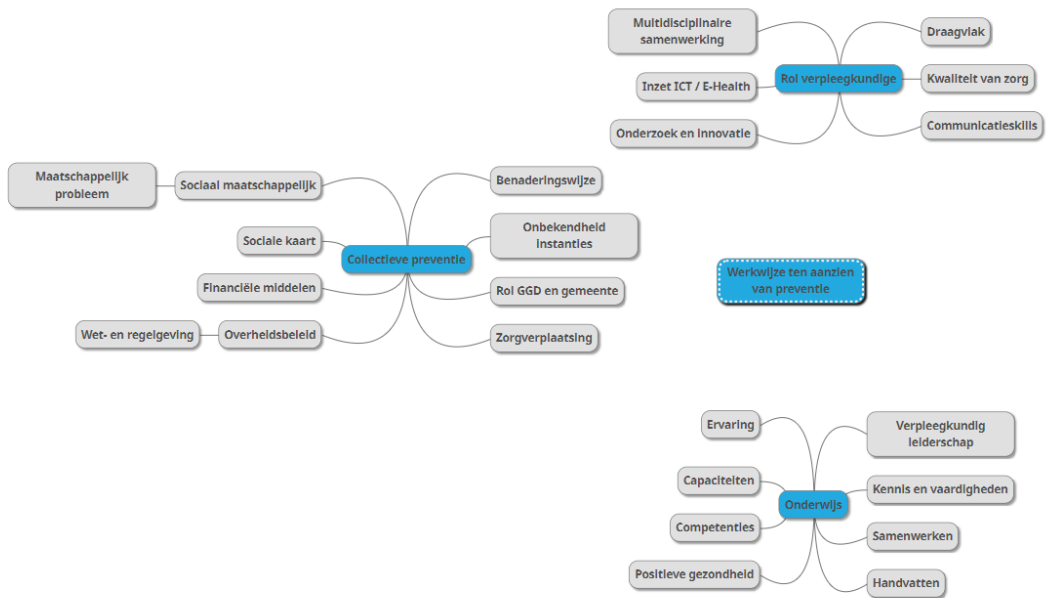 Multidisciplinaire
samenwerking
Draagvlak
Inzet ICT / E-Health
Rol verpleegkundige
Kwaliteit van zorg
Onderzoek en innovatie
Communicatieskills
Maatschappelijk
probleem
Sociaal maatschappelijk
Benaderingswijze
Sociale kaart
Onbekendheid
instanties
Collectieve preventie
Financiële middelen
Rol GGD en gemeente
Wet- en regelgeving
Overheidsbeleid
Zorgverplaatsing
Werkwijze ten aanzien
van preventie
Ervaring
Verpleegkundig
leiderschap
Capaciteiten
Kennis en vaardigheden
Onderwijs
Competenties
Samenwerken
Positieve gezondheid
Handvatten